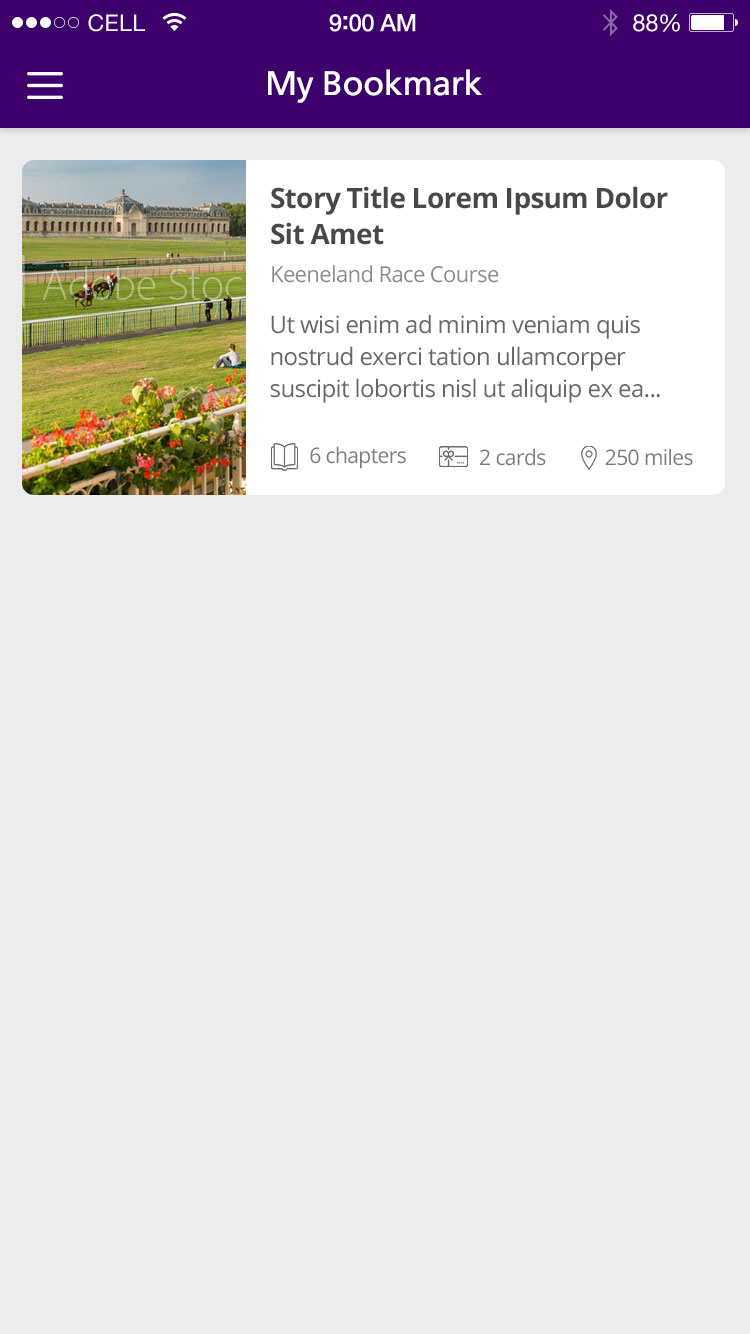 CELL 9:00 AM 88%
My Bookmark
Story Title Lorem Ipsum Dolor
Sit Amet
Keeneland Race Course
Adobe Stoc
Ut wisi enim ad minim veniam quis
nostrud exerci tation ullamcorper
suscipit lobortis nisl ut aliquip ex ea...
6 chapters 2 cards 250 miles